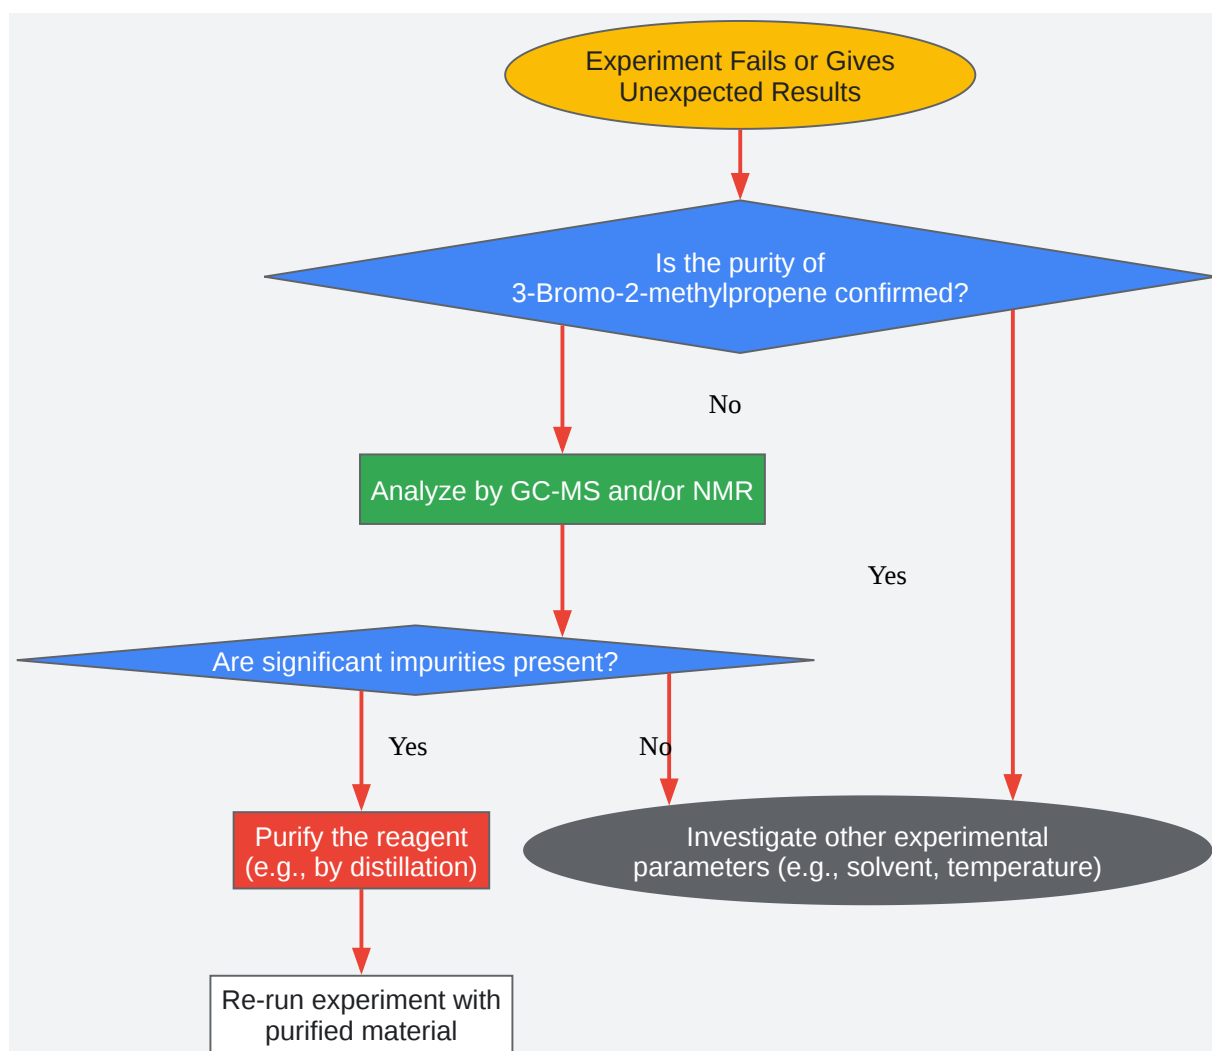 Experiment Fails or Gives
Unexpected Results
Is the purity of
3-Bromo-2-methylpropene confirmed?
No
Analyze by GC-MS and/or NMR
Yes
Are significant impurities present?
Yes
No
Purify the reagent
(e.g., by distillation)
Investigate other experimental
parameters (e.g., solvent, temperature)
Re-run experiment with
purified material